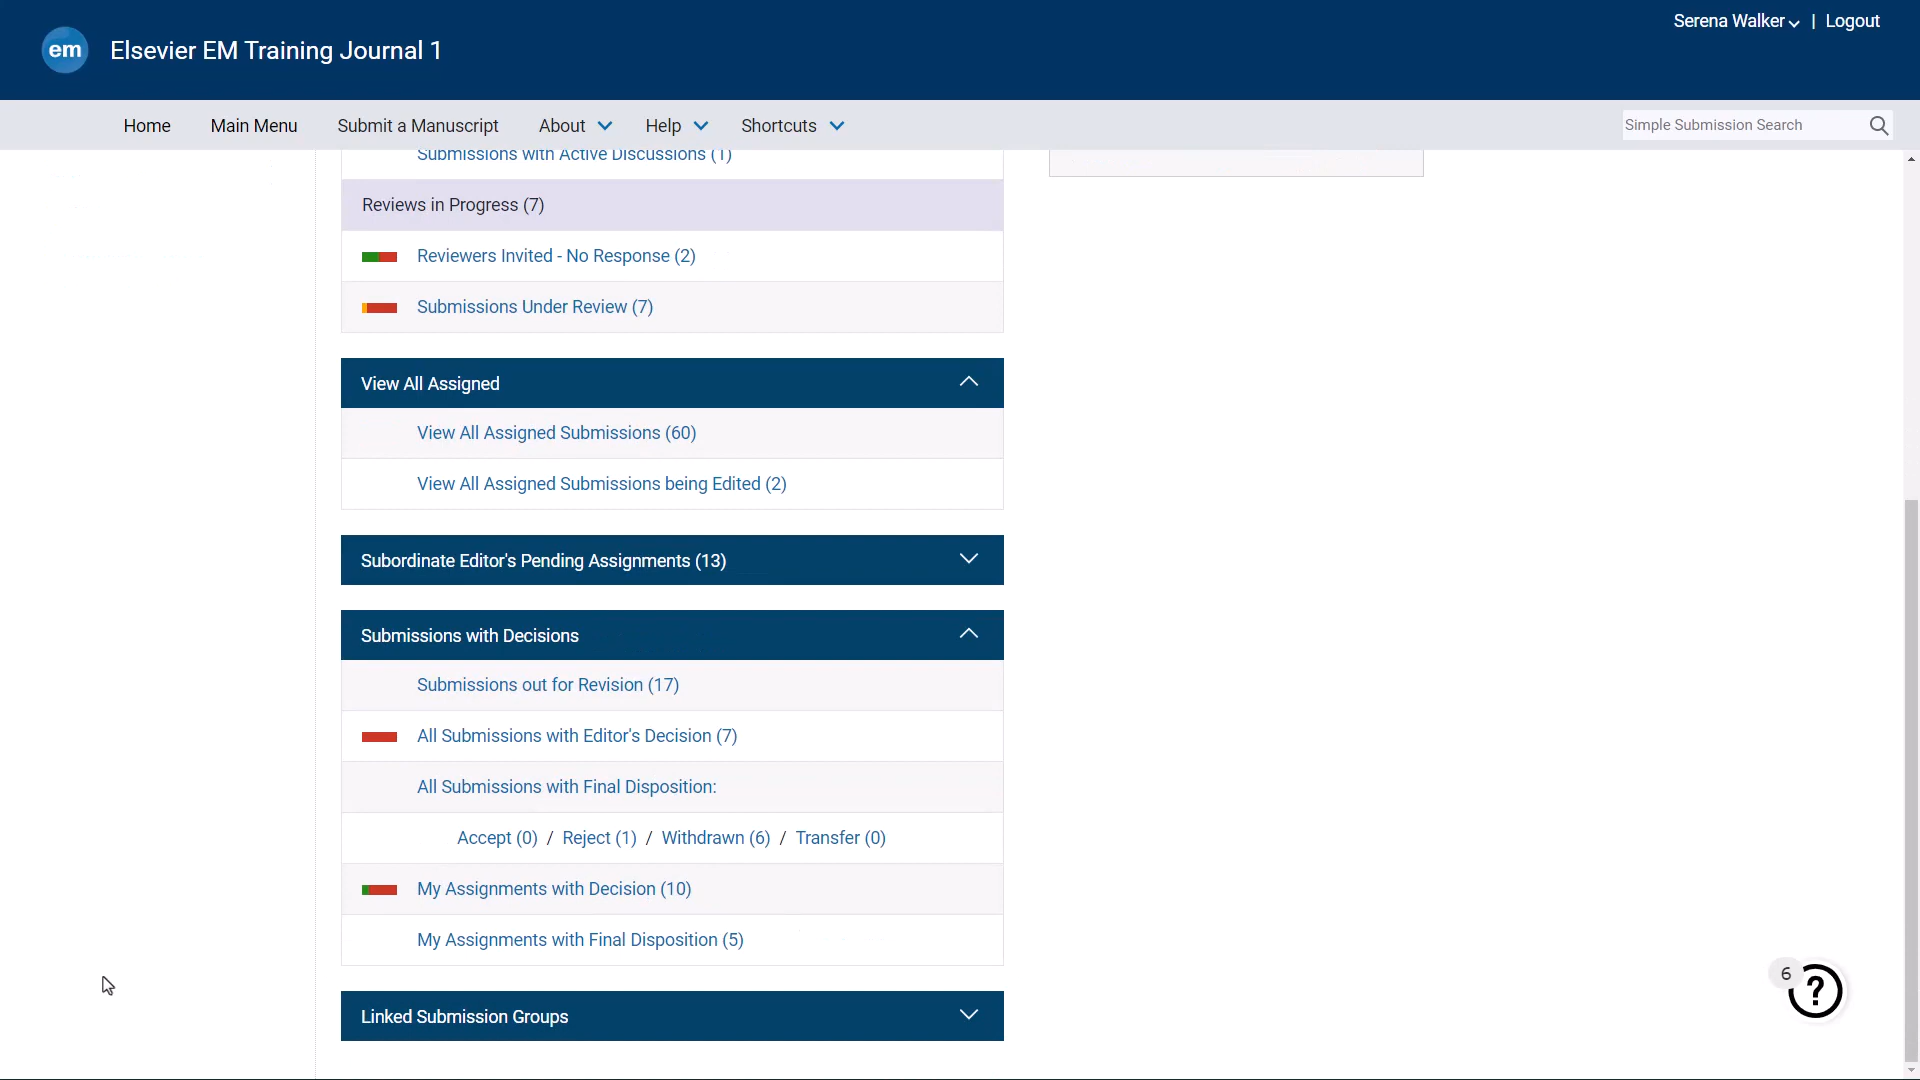 Serena Walker | Logout
em Elsevier EM Training Journal 1
Home Main Menu Submit a Manuscript About Help Shortcuts Simple Submission Search
Submissions with Active Discussions (1)
Reviews in Progress (7)
Reviewers Invited - No Response (2)
Submissions Under Review (7)
View All Assigned
View All Assigned Submissions (60)
View All Assigned Submissions being Edited (2)
Subordinate Editor's Pending Assignments (13)
Submissions with Decisions
Submissions out for Revision (17)
All Submissions with Editor's Decision (7)
All Submissions with Final Disposition:
Accept (0) / Reject (1) / Withdrawn (6) / Transfer (0)
My Assignments with Decision (10)
My Assignments with Final Disposition (5)
6 ?
Linked Submission Groups